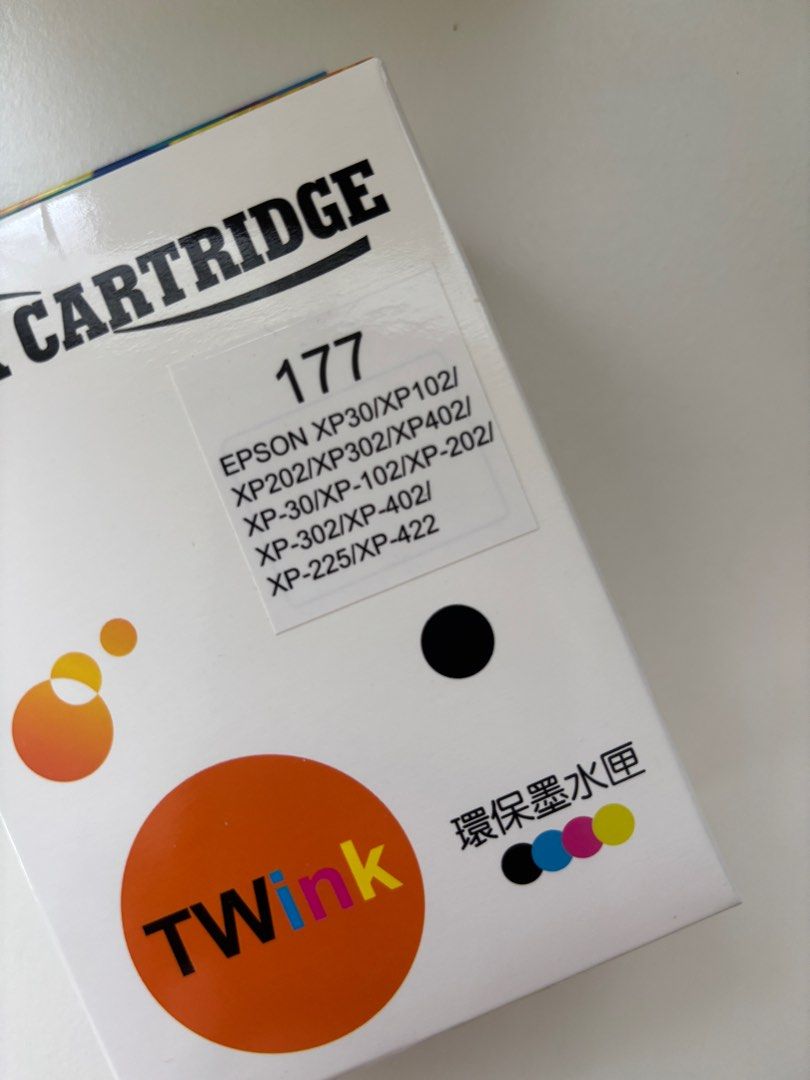 CARTRIDGE
177
EPSON XP30/XP102/
XP202/XP302/XP402/
XP-30/XP-102/XP-202/
XP-302/XP-402/
XP-225/XP-422
環保墨水匣
TWink